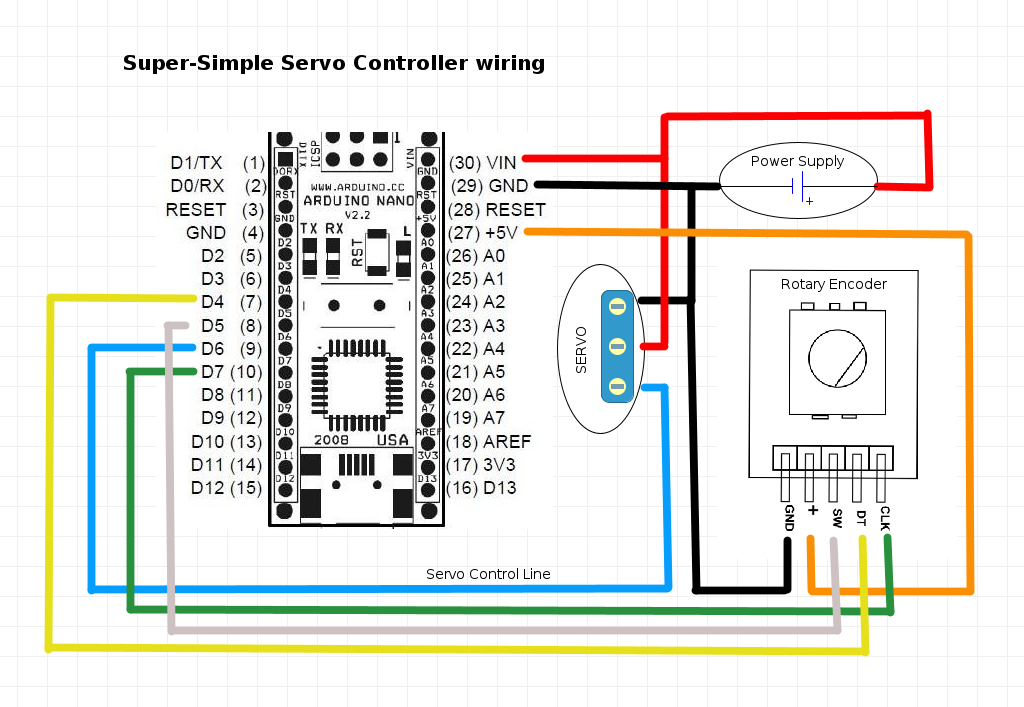 Super-Simple Servo Controller wiring
D1/TX (1)
D0/RX (2)
RESET (3)
GND (4)
D2 (5)
D3 (6)
D4 (7)
D5 (8)
D6 (9)
D7 (10)
D8 (11)
D9 (12)
D10 (13)
D11 (14)
D12 (15)
1
ICSP
D1TX
VIN
DORX
GND
WWW.ARDUINO.CC
RST
RST
ARDUINO NANO
V2.2
GND
+5V
TX RX
RST
L
D2
A0
D3
A1
D4
A2
D5
A3
D6
A4
D7
A5
D8
A6
D9
A7
D10
AREF
2008 USA
D11
3V3
D12
D13
(30) VIN
(29) GND
(28) RESET
(27) +5V
(26) A0
(25) A1
(24) A2
(23) A3
(22) A4
(21) A5
(20) A6
(19) A7
(18) AREF
(17) 3V3
(16) D13
Power Supply
+
SERVO
Rotary Encoder
GND
+
SW
DT
CLK
Servo Control Line